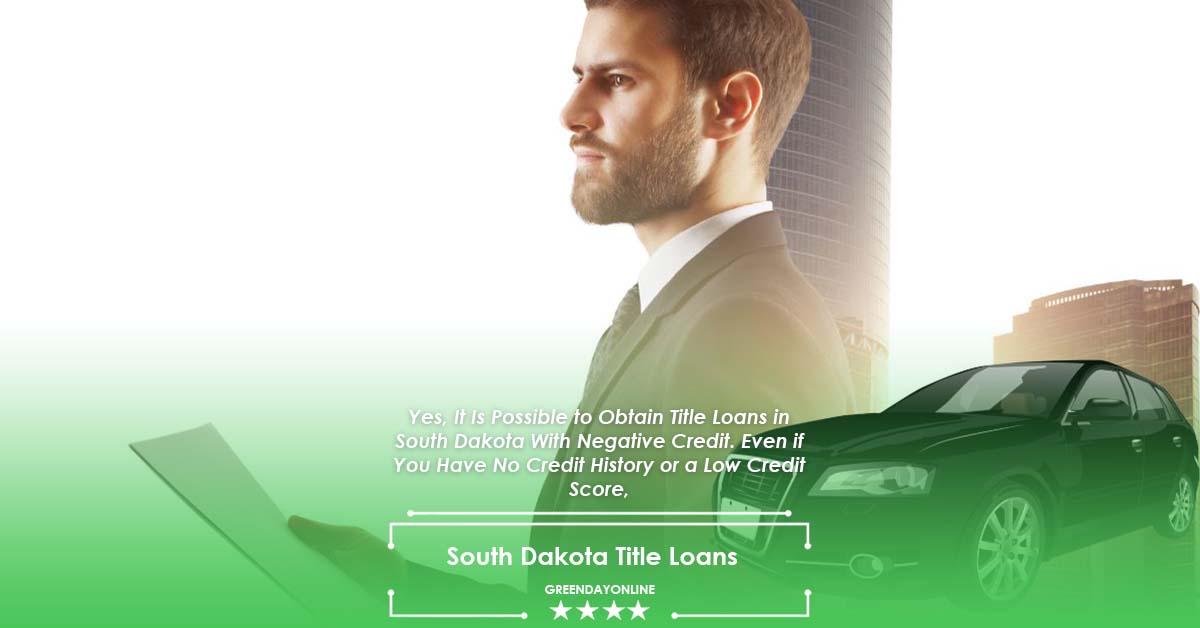 Yes, It Is Possible to Obtain Title Loans in
South Dakota With Negative Credit. Even if
You Have No Credit History or a Low Credit
Score,
South Dakota Title Loans
GREENDAYONLINE